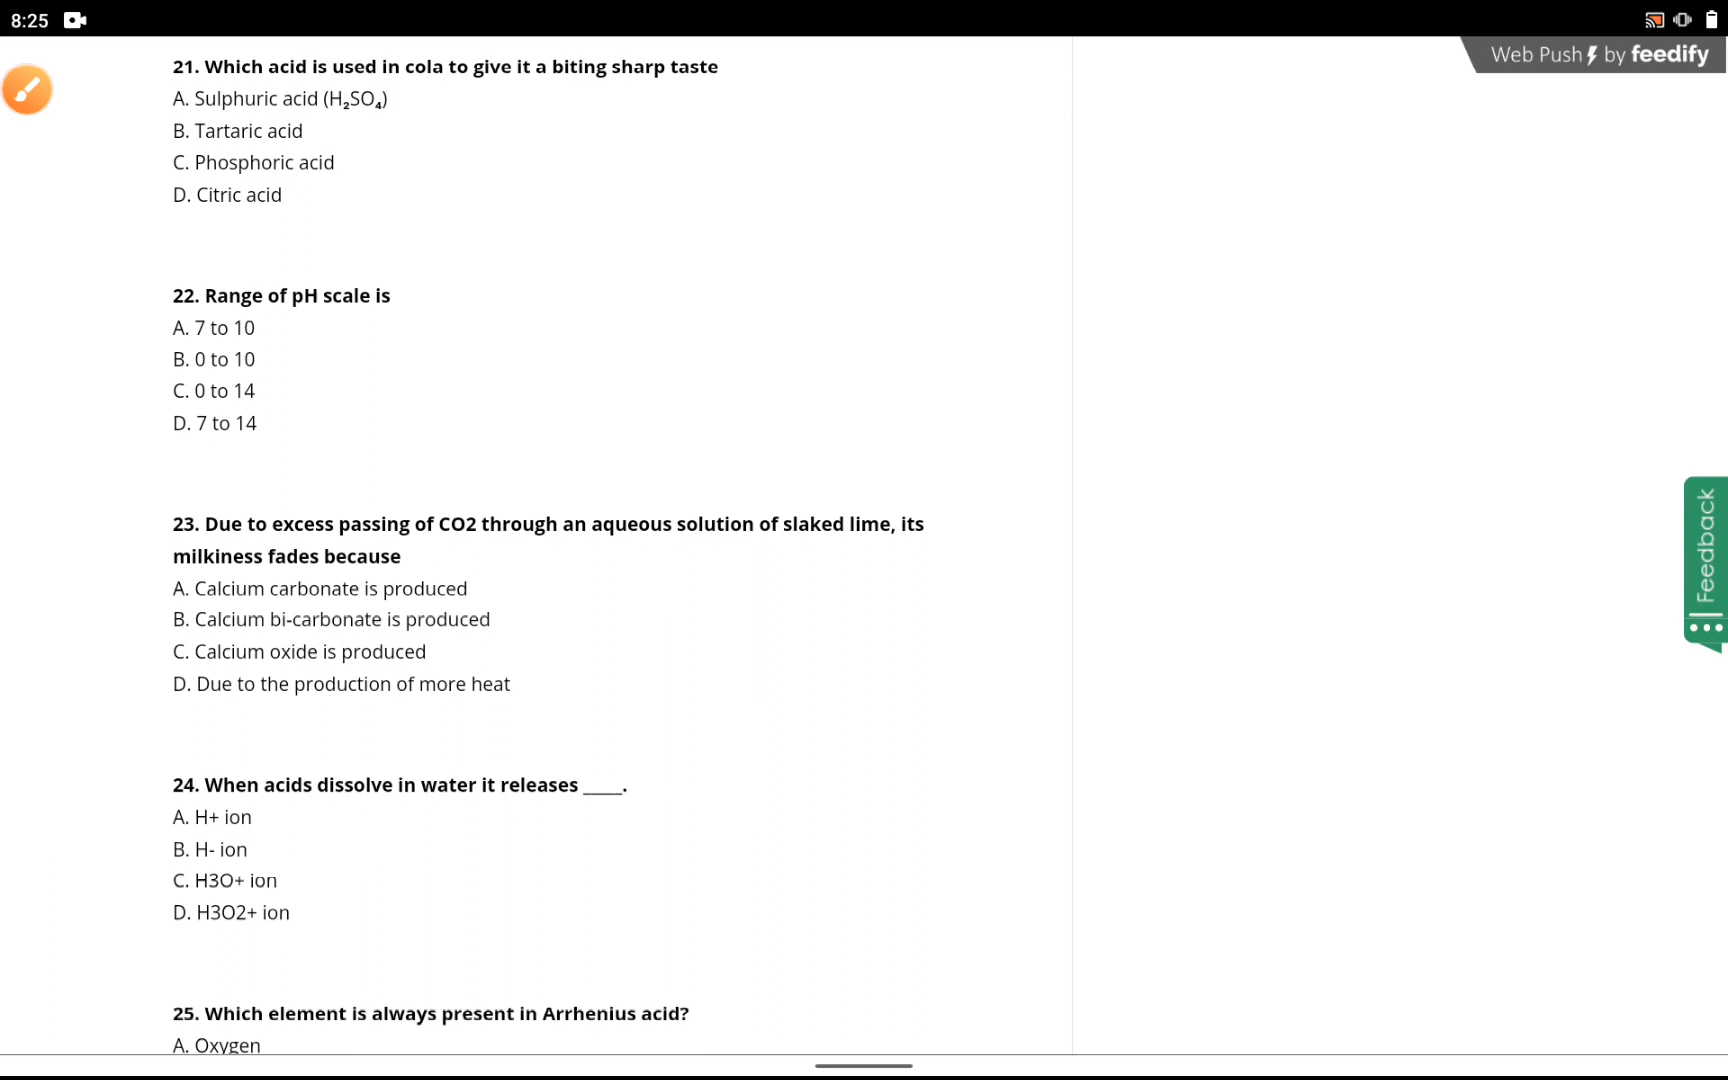 8:25
Web Push by feedify
21. Which acid is used in cola to give it a biting sharp taste
A. Sulphuric acid (H₂SO₄)
B. Tartaric acid
C. Phosphoric acid
D. Citric acid
22. Range of pH scale is
A. 7 to 10
B. 0 to 10
C. 0 to 14
D. 7 to 14
23. Due to excess passing of CO2 through an aqueous solution of slaked lime, its
milkiness fades because
A. Calcium carbonate is produced
B. Calcium bi-carbonate is produced
C. Calcium oxide is produced
D. Due to the production of more heat
Feedback
24. When acids dissolve in water it releases ____.
A. H+ ion
B. H- ion
C. H3O+ ion
D. H3O2+ ion
25. Which element is always present in Arrhenius acid?
A. Oxygen